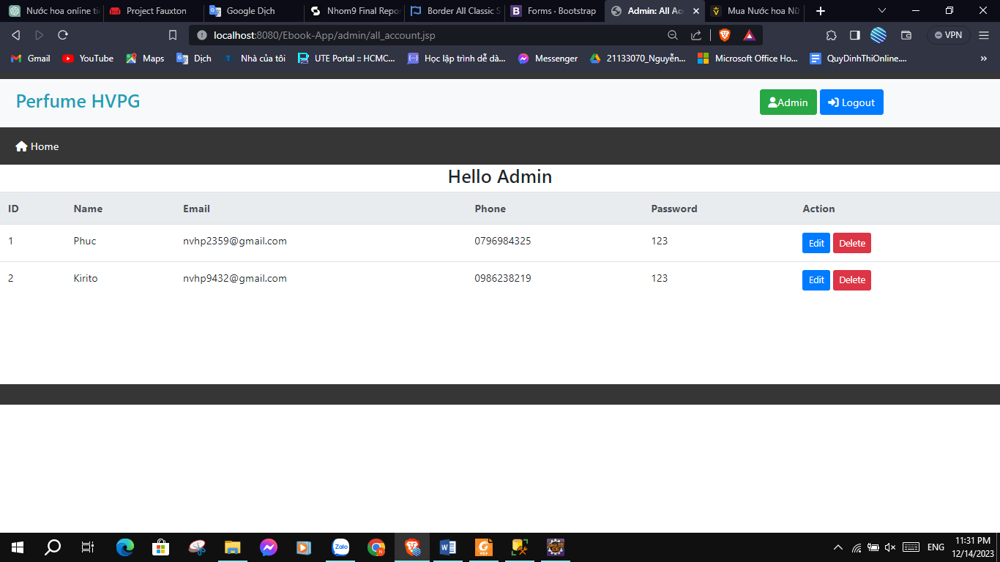 Nước hoa online ti
Project Fauxton
Google Dịch
Nhom9 Final Repor
Border All Classic S
Forms · Bootstrap
Admin: All Ac
Mua Nước hoa Nữ
localhost:8080/Ebook-App/admin/all_account.jsp
VPN
Gmail
YouTube
Maps
Dịch
Nhà của tôi
UTE Portal :: HCMC...
Học lập trình dễ dà...
Messenger
21133070_Nguyễn...
Microsoft Office Ho...
QuyDinhThiOnline....
»
Perfume HVPG
Admin
Logout
Home
Hello Admin
ID Name Email Phone Password Action
1 Phuc nvhp2359@gmail.com 0796984325 123 Edit Delete
2 Kirito nvhp9432@gmail.com 0986238219 123 Edit Delete
Zalo
PDF
ENG
11:31 PM
12/14/2023